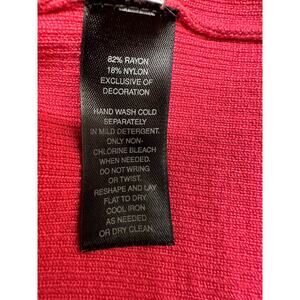 82% RAYON
18% NYLON
EXCLUSIVE OF
DECORATION
HAND WASH COLD
SEPARATELY
IN MILD DETERGENT.
ONLY NON-
CHLORINE BLEACH
WHEN NEEDED.
DO NOT WRING
OR TWIST.
RESHAPE AND LAY
FLAT TO DRY.
COOL IRON
AS NEEDED
OR DRY CLEAN.